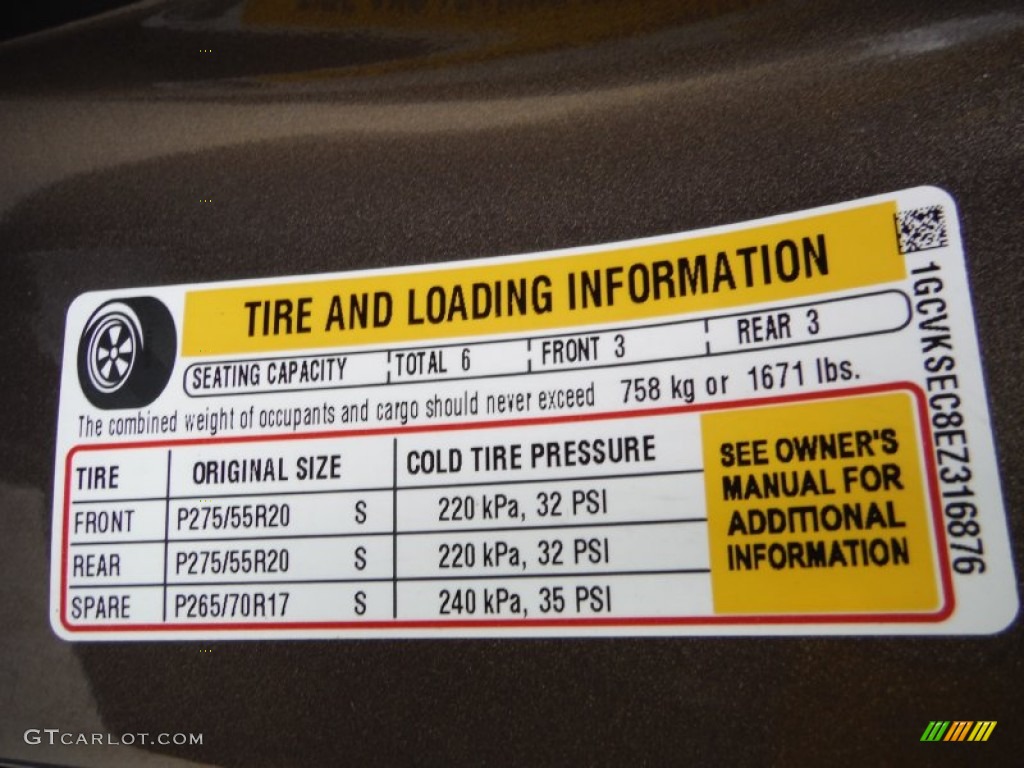 TIRE AND LOADING INFORMATION
SEATING CAPACITY TOTAL 6 FRONT 3 REAR 3
The combined weight of occupants and cargo should never exceed 758 kg or 1671 lbs.
TIRE ORIGINAL SIZE COLD TIRE PRESSURE
FRONT P275/55R20 S 220 kPa, 32 PSI
REAR P275/55R20 S 220 kPa, 32 PSI
SPARE P265/70R17 S 240 kPa, 35 PSI
SEE OWNER'S
MANUAL FOR
ADDITIONAL
INFORMATION
1GCVKSEC8EZ316876
GTCARLOT.COM